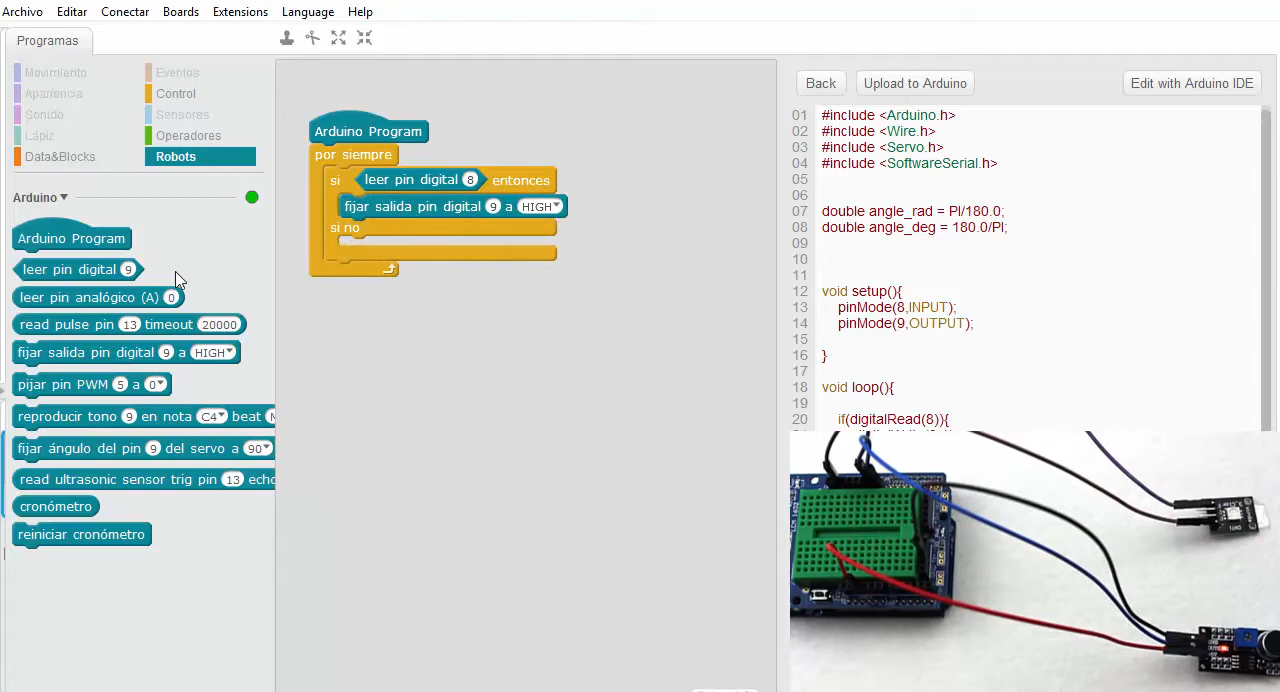 Archivo Editar Conectar Boards Extensions Language Help
Programas
Movimiento Eventos
Apariencia Control
Sonido Sensores
Lápiz Operadores
Data&Blocks Robots
Arduino
Arduino Program
leer pin digital 9
leer pin analógico (A) 0
read pulse pin 13 timeout 20000
fijar salida pin digital 9 a HIGH
pijar pin PWM 5 a 0
reproducir tono 9 en nota C4 beat
fijar ángulo del pin 9 del servo a 90
read ultrasonic sensor trig pin 13 echo
cronómetro
reiniciar cronómetro
Arduino Program
por siempre
si leer pin digital 8 entonces
fijar salida pin digital 9 a HIGH
si no
Back Upload to Arduino Edit with Arduino IDE
01 #include <Arduino.h>
02 #include <Wire.h>
03 #include <Servo.h>
04 #include <SoftwareSerial.h>
05
06
07 double angle_rad = PI/180.0;
08 double angle_deg = 180.0/PI;
09
10
11
12 void setup(){
13 pinMode(8,INPUT);
14 pinMode(9,OUTPUT);
15
16 }
17
18 void loop(){
19
20 if(digitalRead(8)){